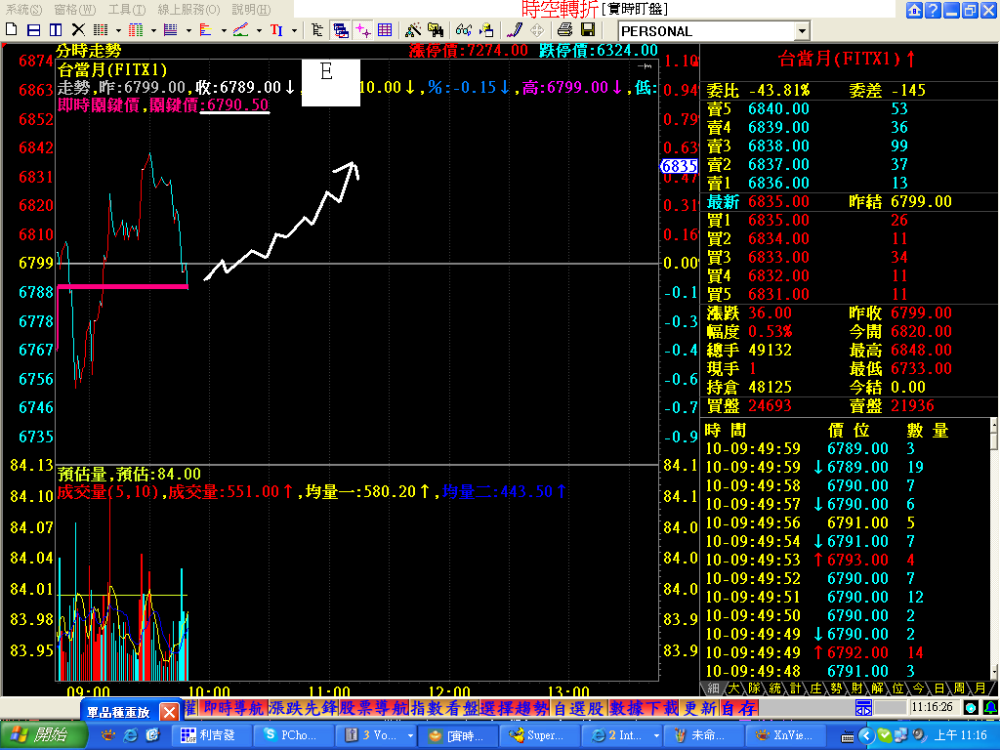 系統(S) 窗格(W) 工具(T) 線上服務(O) 說明(H) 時空轉折 [實時盯盤]
PERSONAL
分時走勢 漲停價:7274.00 跌停價:6324.00
台當月(FITX1) E
走勢,昨:6799.00,收:6789.00↓, 10.00↓,%:-0.15↓,高:6799.00↓,低:
即時關鍵價,關鍵價:6790.50
6874 1.10
6863 0.94
6852 0.79
6842 0.63
6835
6831 0.47
6820 0.31
6810 0.16
6799 0.00
6788 -0.1
6777 -0.3
6767 -0.4
6756 -0.6
6746 -0.7
6735 -0.9
84.13 84.1
預估量,預估:84.00
成交量(5,10),成交量:551.00↑,均量一:580.20↑,均量二:443.50↑
84.10 84.1
84.07 84.0
84.04 84.0
84.01 84.0
83.98 83.9
83.95 83.9
09:00 10:00 11:00 12:00 13:00
台當月(FITX1)↑
委比 -43.81% 委差 -145
賣5 6840.00 53
賣4 6839.00 36
賣3 6838.00 99
賣2 6837.00 37
賣1 6836.00 13
最新 6835.00 昨結 6799.00
買1 6835.00 26
買2 6834.00 11
買3 6833.00 34
買4 6832.00 11
買5 6831.00 11
漲跌 36.00 昨收 6799.00
幅度 0.53% 今開 6820.00
總手 49132 最高 6848.00
現手 1 最低 6733.00
持倉 48125 今結 0.00
買盤 24693 賣盤 21936
時 間 價 位 數 量
10-09:49:59 6789.00 3
10-09:49:59 ↓6789.00 19
10-09:49:58 6790.00 7
10-09:49:57 ↓6790.00 6
10-09:49:56 6791.00 5
10-09:49:54 ↓6791.00 7
10-09:49:53 ↑6793.00 4
10-09:49:52 6790.00 7
10-09:49:51 6790.00 12
10-09:49:50 6790.00 2
10-09:49:49 ↓6790.00 2
10-09:49:49 ↑6792.00 14
10-09:49:48 6791.00 3
細 大 隊 統 計 庄 勢 財 解 位 今 日 周 月
單品種重放 權 即時導航 漲跌先鋒 股票導航 指數看盤 選擇趨勢 自選股 數據下載 更新 自存 11:16:26
開始 利吉發 PCho... 3 Vo... [實時... Super... 2 Int... 未命... XnVie... 上午 11:16